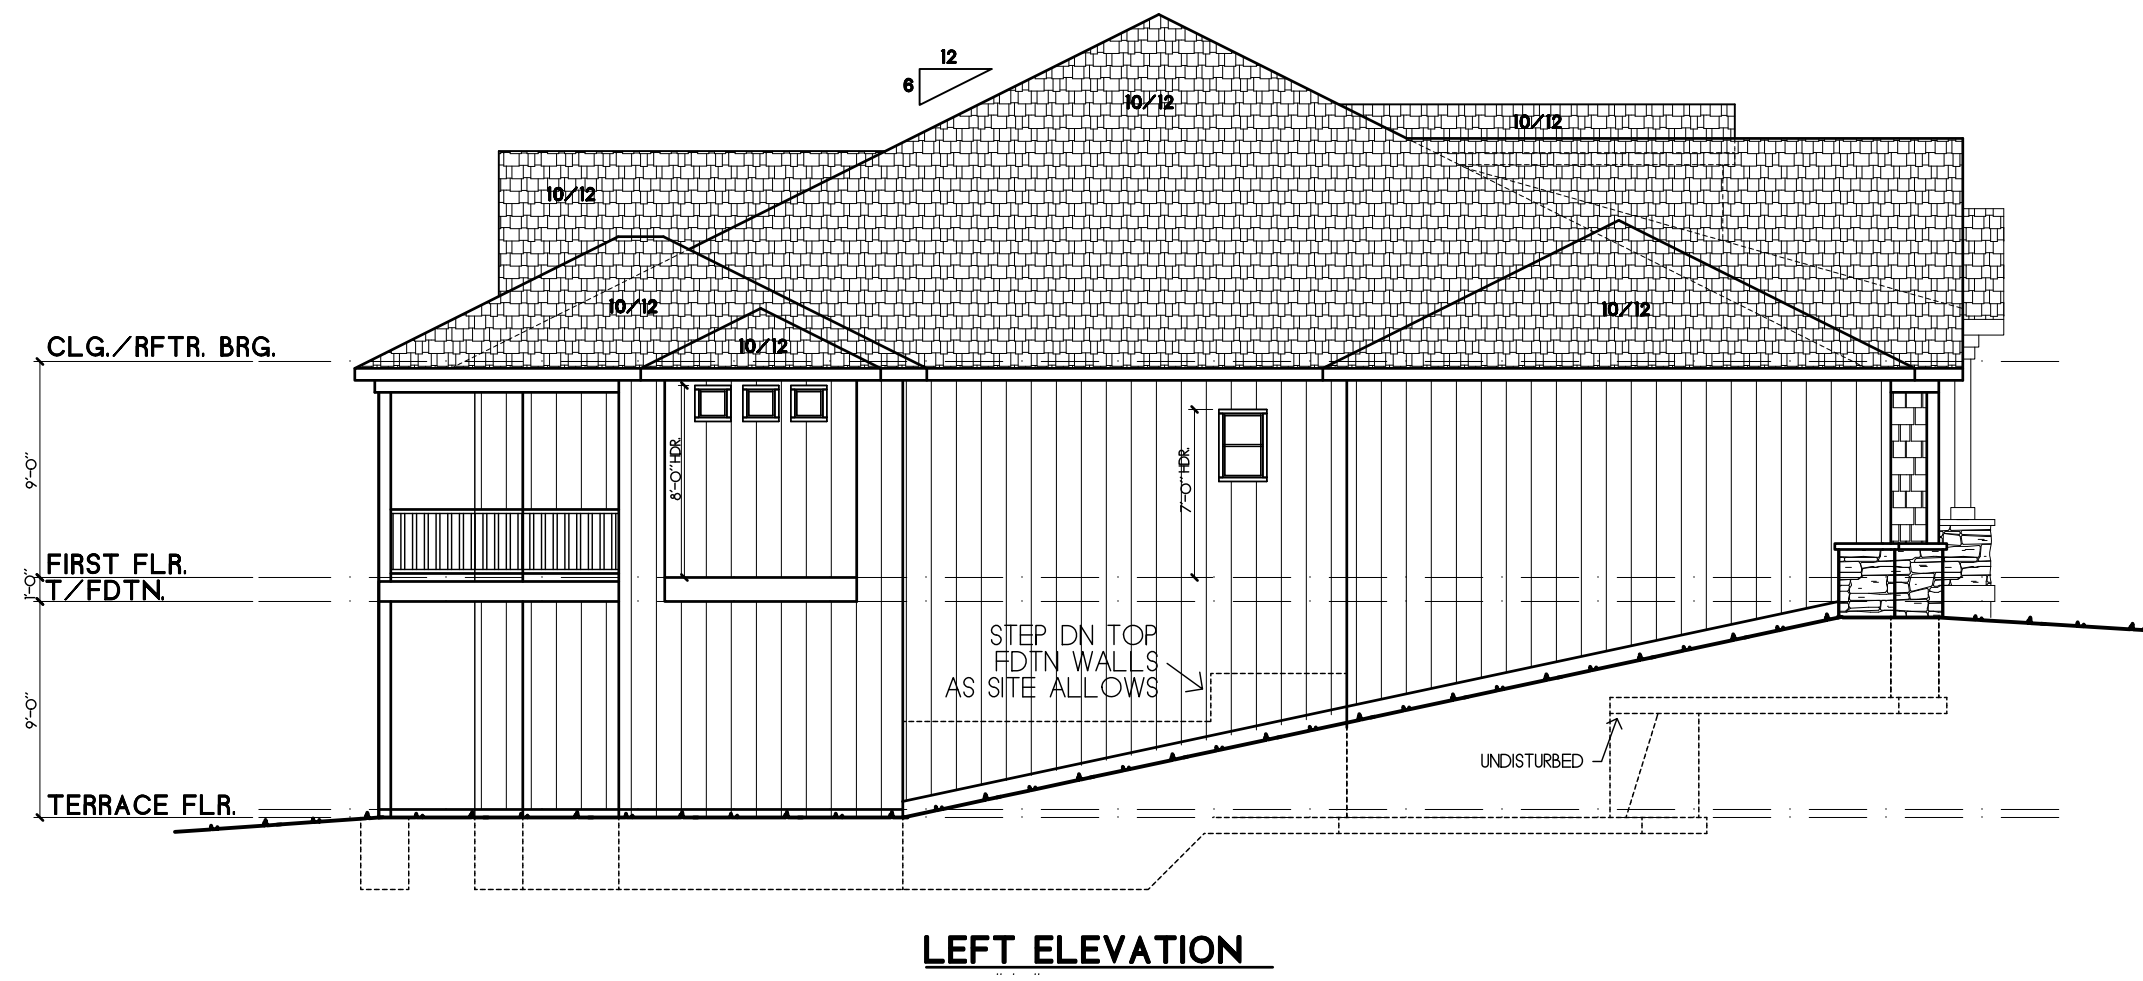 12
6
10/12
10/12
10/12
10/12
10/12
10/12
CLG./RFTR. BRG.
9'-0"
8'-0" HDR.
7'-0" HDR.
FIRST FLR.
1'-0"
T/FDTN.
STEP DN TOP
FDTN WALLS
AS SITE ALLOWS
9'-0"
UNDISTURBED
TERRACE FLR.
LEFT ELEVATION